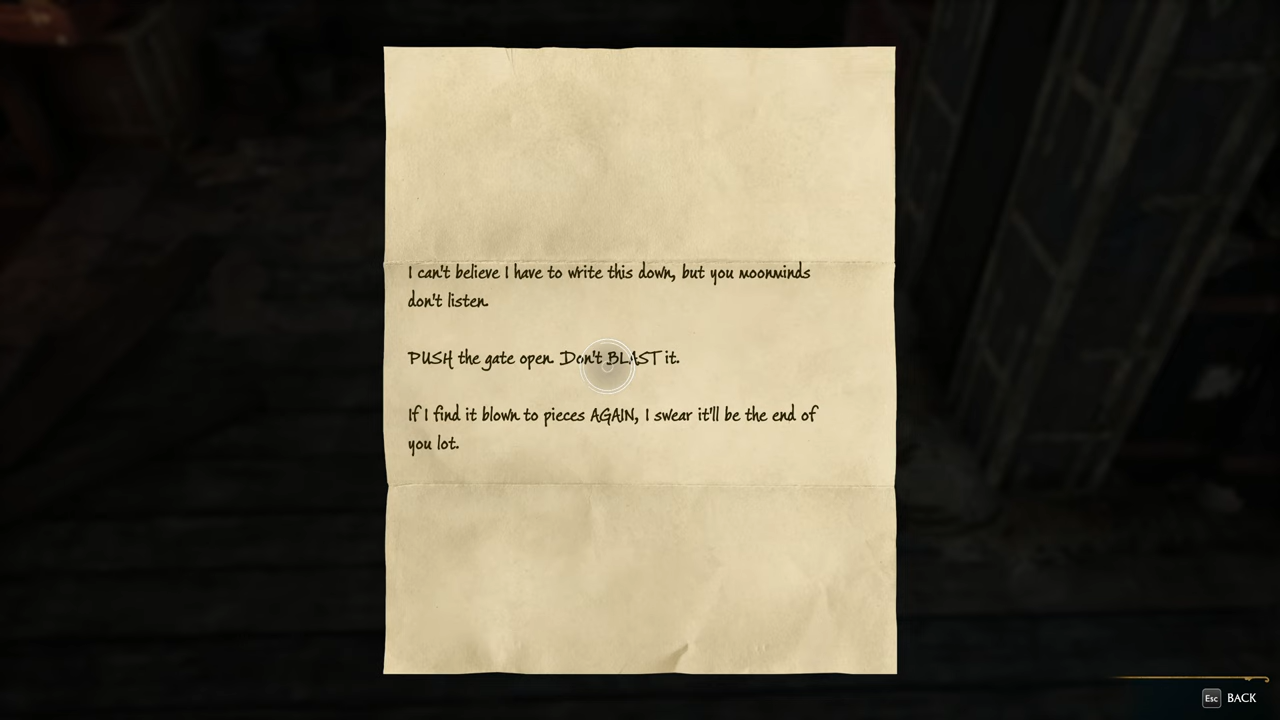 I can't believe I have to write this down, but you moonminds
don't listen.
PUSH the gate open. Don't BLAST it.
If I find it blown to pieces AGAIN, I swear it'll be the end of
you lot.
Esc BACK